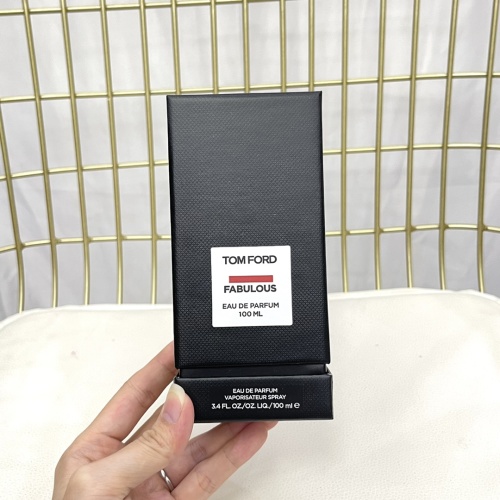 TOM FORD
FABULOUS
EAU DE PARFUM
100 ML
EAU DE PARFUM
VAPORISATEUR SPRAY
3.4 FL. OZ/OZ. LIQ./100 ml ℮